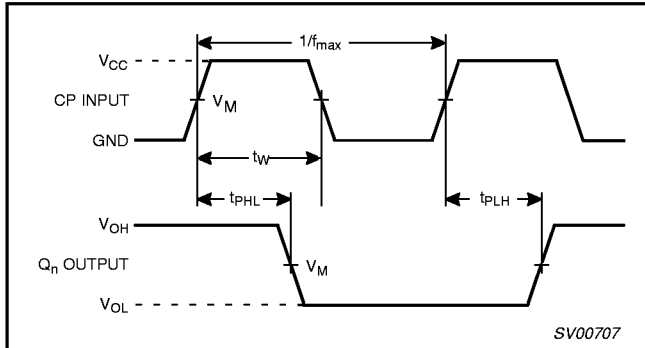 1/fmax
VCC
CP INPUT
VM
GND
tW
tPHL
tPLH
VOH
Qn OUTPUT
VM
VOL
SV00707